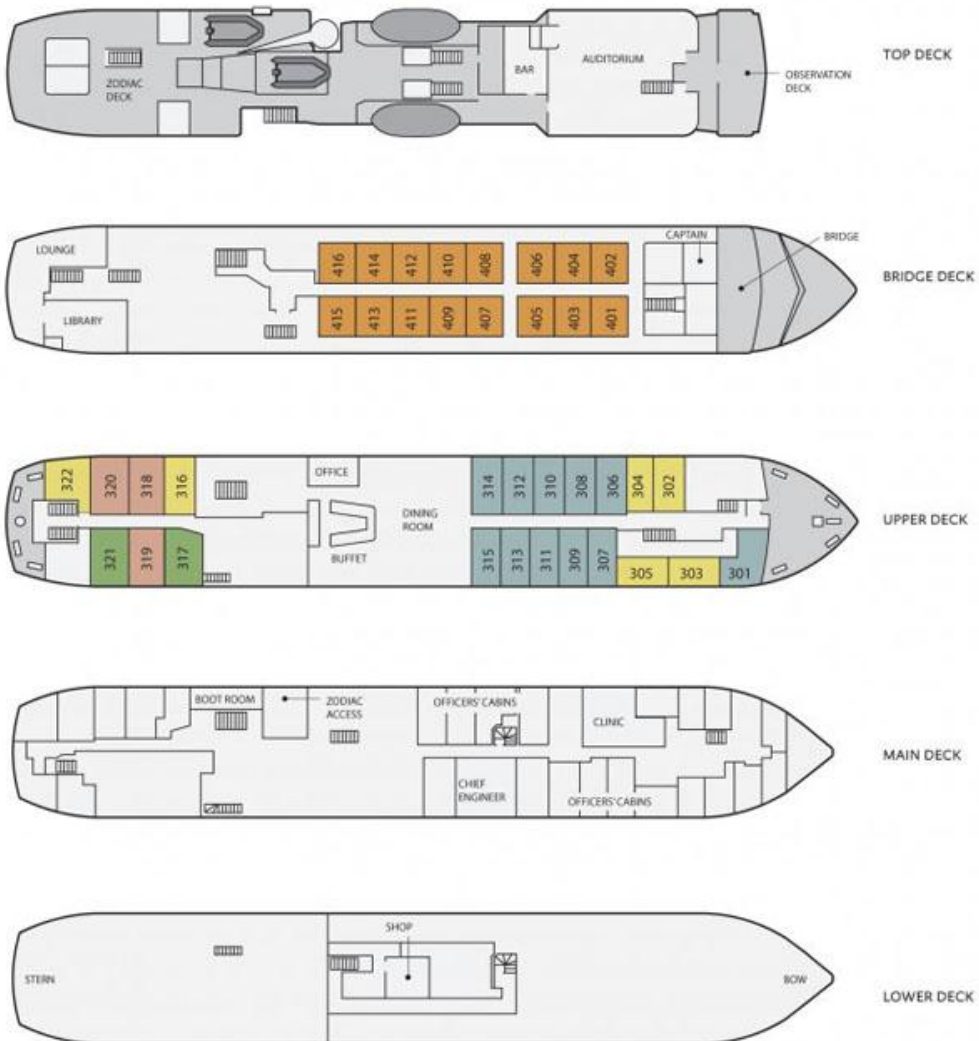 TOP DECK
ZODIAC
DECK
BAR
AUDITORIUM
OBSERVATION
DECK
BRIDGE DECK
LOUNGE
LIBRARY
416 414 412 410 408 406 404 402
415 413 411 409 407 405 403 401
CAPTAIN
BRIDGE
UPPER DECK
322 320 318 316
321 319 317
OFFICE
BUFFET
DINING
ROOM
314 312 310 308 306 304 302
315 313 311 309 307 305 303 301
MAIN DECK
BOOT ROOM
ZODIAC
ACCESS
OFFICERS' CABINS
CLINIC
CHIEF
ENGINEER
OFFICERS' CABINS
LOWER DECK
STERN
SHOP
BOW